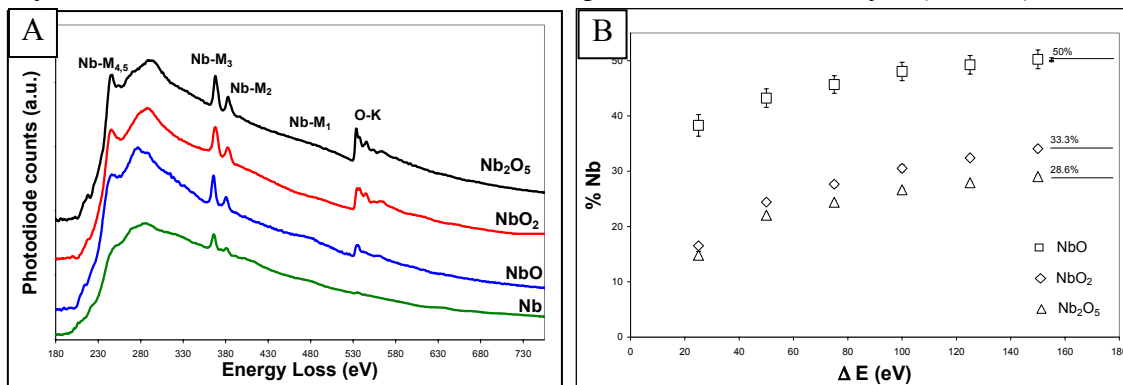 A
Nb-M4,5
Nb-M3
Nb-M2
Nb-M1
O-K
Nb2O5
NbO2
NbO
Nb
Photodiode counts (a.u.)
180 230 280 330 380 430 480 530 580 630 680 730
Energy Loss (eV)
B
50%
33.3%
28.6%
% Nb
50
40
30
20
10
0
NbO
NbO2
Nb2O5
0 20 40 60 80 100 120 140 160 180
Δ E (eV)